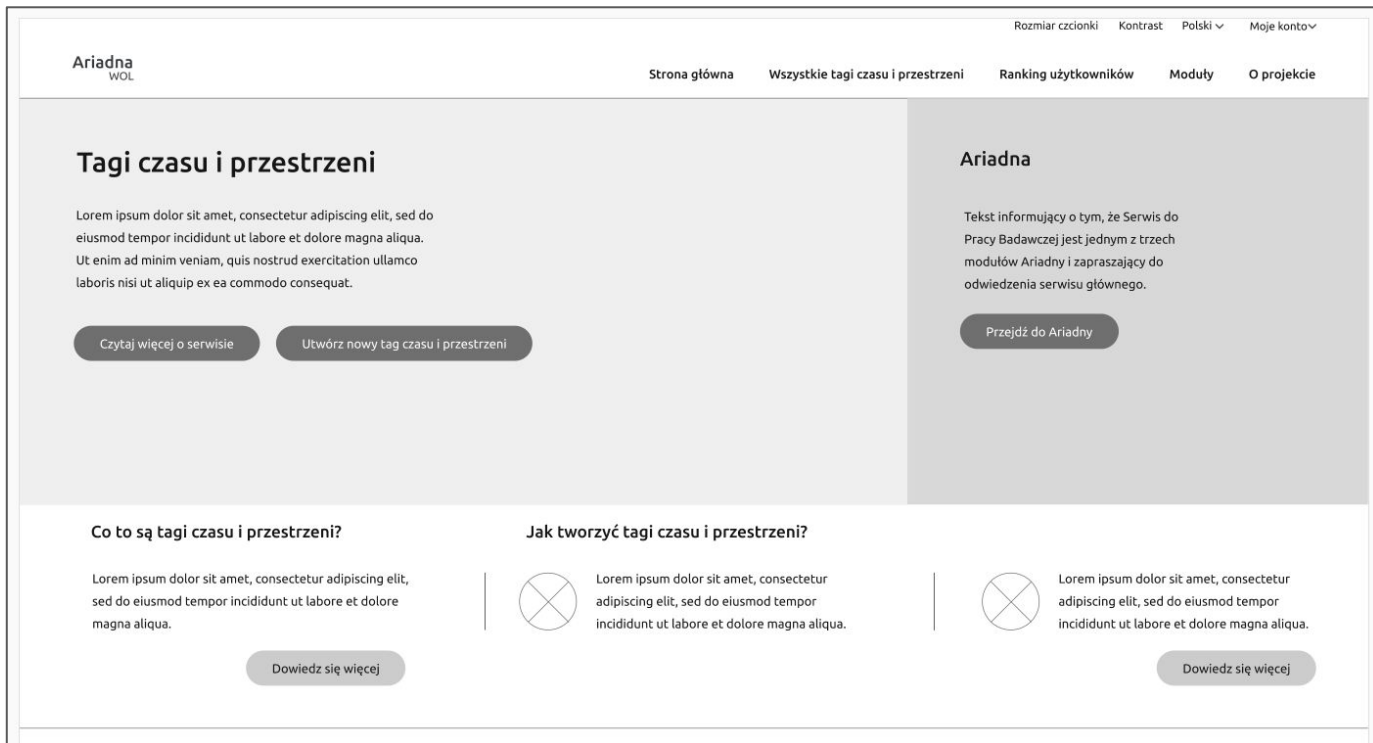 Rozmiar czcionki Kontrast Polski Moje konto
Ariadna
WOL
Strona główna Wszystkie tagi czasu i przestrzeni Ranking użytkowników Moduły O projekcie
Tagi czasu i przestrzeni
Lorem ipsum dolor sit amet, consectetur adipiscing elit, sed do
eiusmod tempor incididunt ut labore et dolore magna aliqua.
Ut enim ad minim veniam, quis nostrud exercitation ullamco
laboris nisi ut aliquip ex ea commodo consequat.
Czytaj więcej o serwisie
Utwórz nowy tag czasu i przestrzeni
Ariadna
Tekst informujący o tym, że Serwis do
Pracy Badawczej jest jednym z trzech
modułów Ariadny i zapraszający do
odwiedzenia serwisu głównego.
Przejdź do Ariadny
Co to są tagi czasu i przestrzeni?
Lorem ipsum dolor sit amet, consectetur adipiscing elit,
sed do eiusmod tempor incididunt ut labore et dolore
magna aliqua.
Dowiedz się więcej
Jak tworzyć tagi czasu i przestrzeni?
Lorem ipsum dolor sit amet, consectetur
adipiscing elit, sed do eiusmod tempor
incididunt ut labore et dolore magna aliqua.
Lorem ipsum dolor sit amet, consectetur
adipiscing elit, sed do eiusmod tempor
incididunt ut labore et dolore magna aliqua.
Dowiedz się więcej